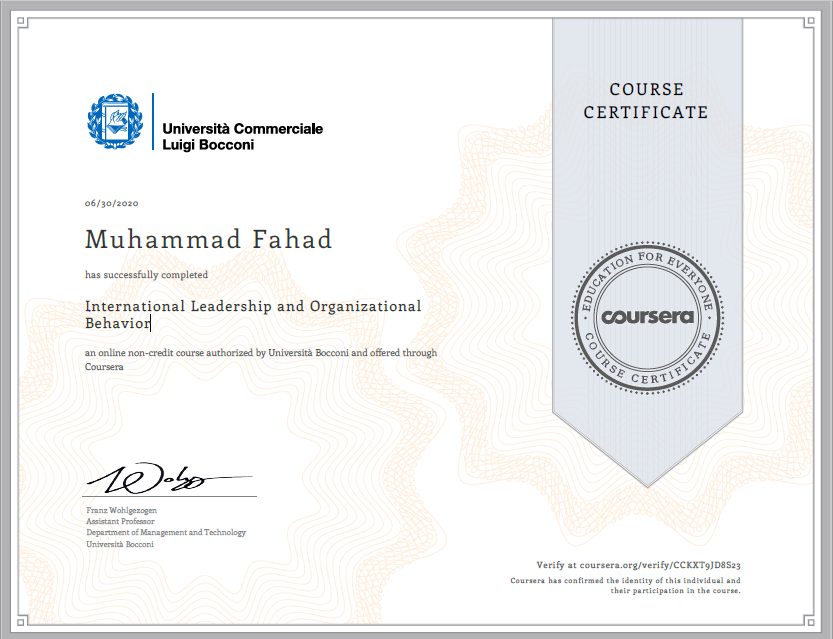 COURSE
CERTIFICATE
Università Commerciale
Luigi Bocconi
06/30/2020
Muhammad Fahad
has successfully completed
International Leadership and Organizational
Behavior
an online non-credit course authorized by Università Bocconi and offered through
Coursera
EDUCATION FOR EVERYONE
coursera
COURSE CERTIFICATE
Franz Wohlgezogen
Assistant Professor
Department of Management and Technology
Università Bocconi
Verify at coursera.org/verify/CCKXT9JD8S23
Coursera has confirmed the identity of this individual and
their participation in the course.